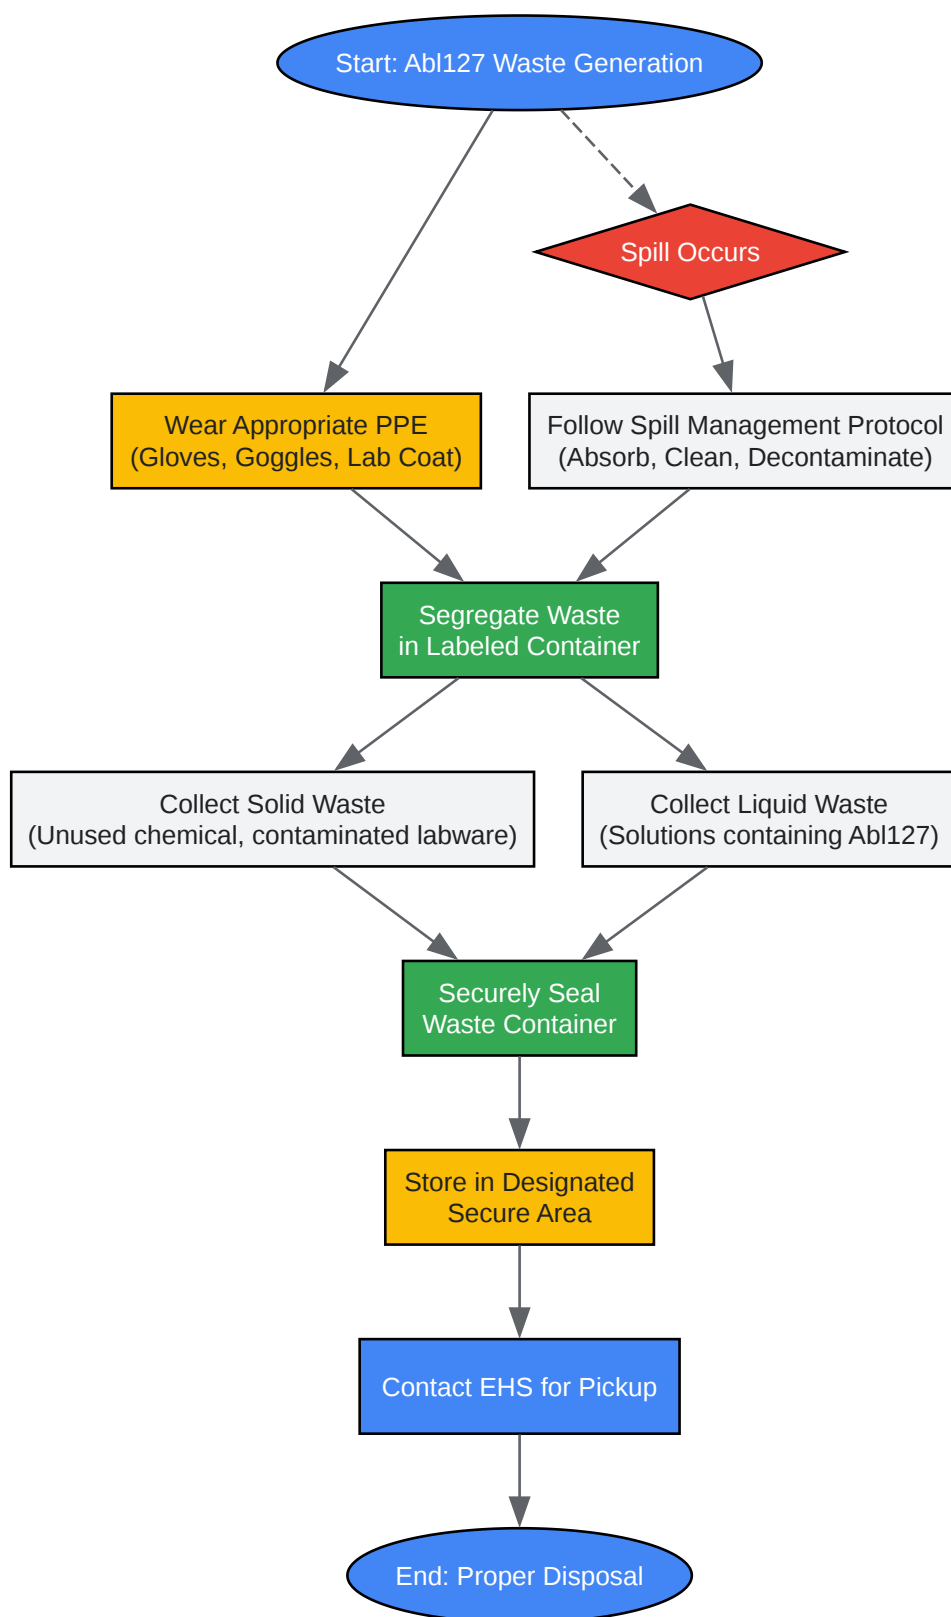 Start: Abl127 Waste Generation
Spill Occurs
Wear Appropriate PPE
(Gloves, Goggles, Lab Coat)
Follow Spill Management Protocol
(Absorb, Clean, Decontaminate)
Segregate Waste
in Labeled Container
Collect Solid Waste
(Unused chemical, contaminated labware)
Collect Liquid Waste
(Solutions containing Abl127)
Securely Seal
Waste Container
Store in Designated
Secure Area
Contact EHS for Pickup
End: Proper Disposal